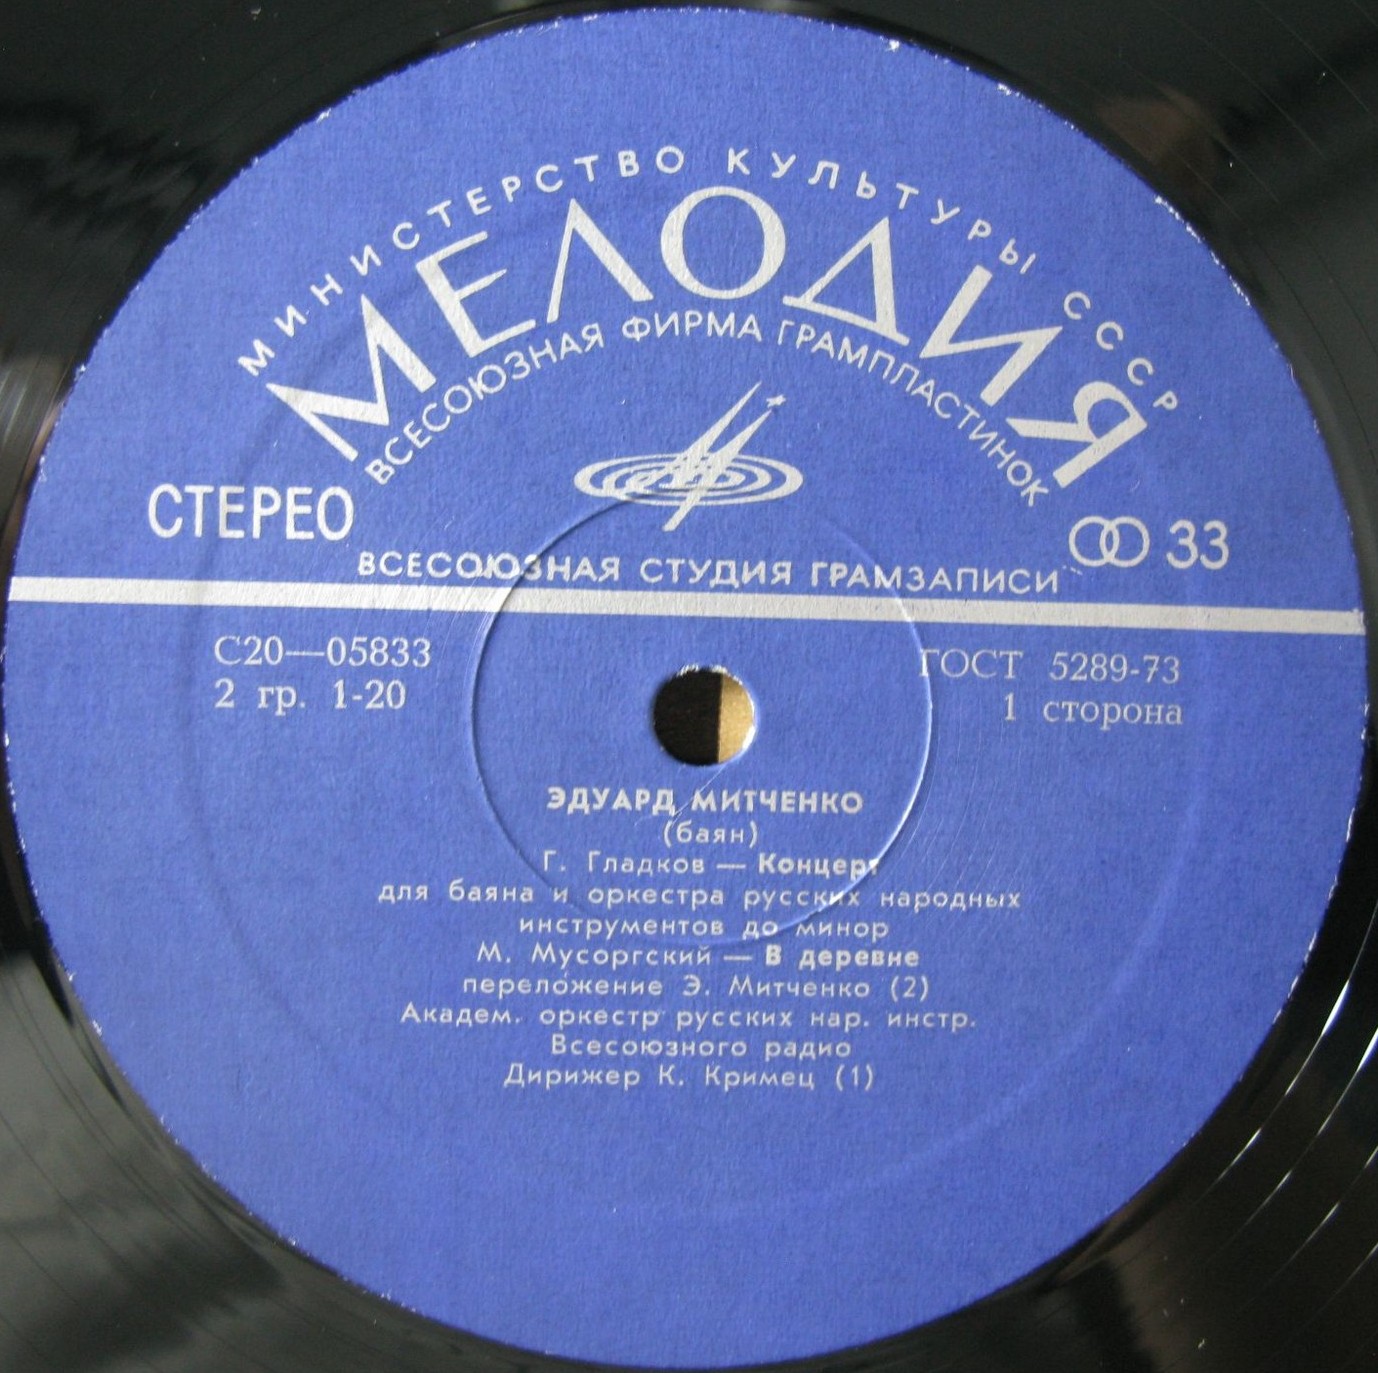 МИНИСТЕРСТВО КУЛЬТУРЫ СССР
МЕЛОДИЯ
ВСЕСОЮЗНАЯ ФИРМА ГРАМПЛАСТИНОК
СТЕРЕО
33
ВСЕСОЮЗНАЯ СТУДИЯ ГРАМЗАПИСИ
С20—05833
ГОСТ 5289-73
2 гр. 1-20
1 сторона
ЭДУАРД МИТЧЕНКО
(баян)
Г. Гладков — Концерт
для баяна и оркестра русских народных
инструментов до минор
М. Мусоргский — В деревне
переложение Э. Митченко (2)
Академ. оркестр русских нар. инстр.
Всесоюзного радио
Дирижер К. Кримец (1)